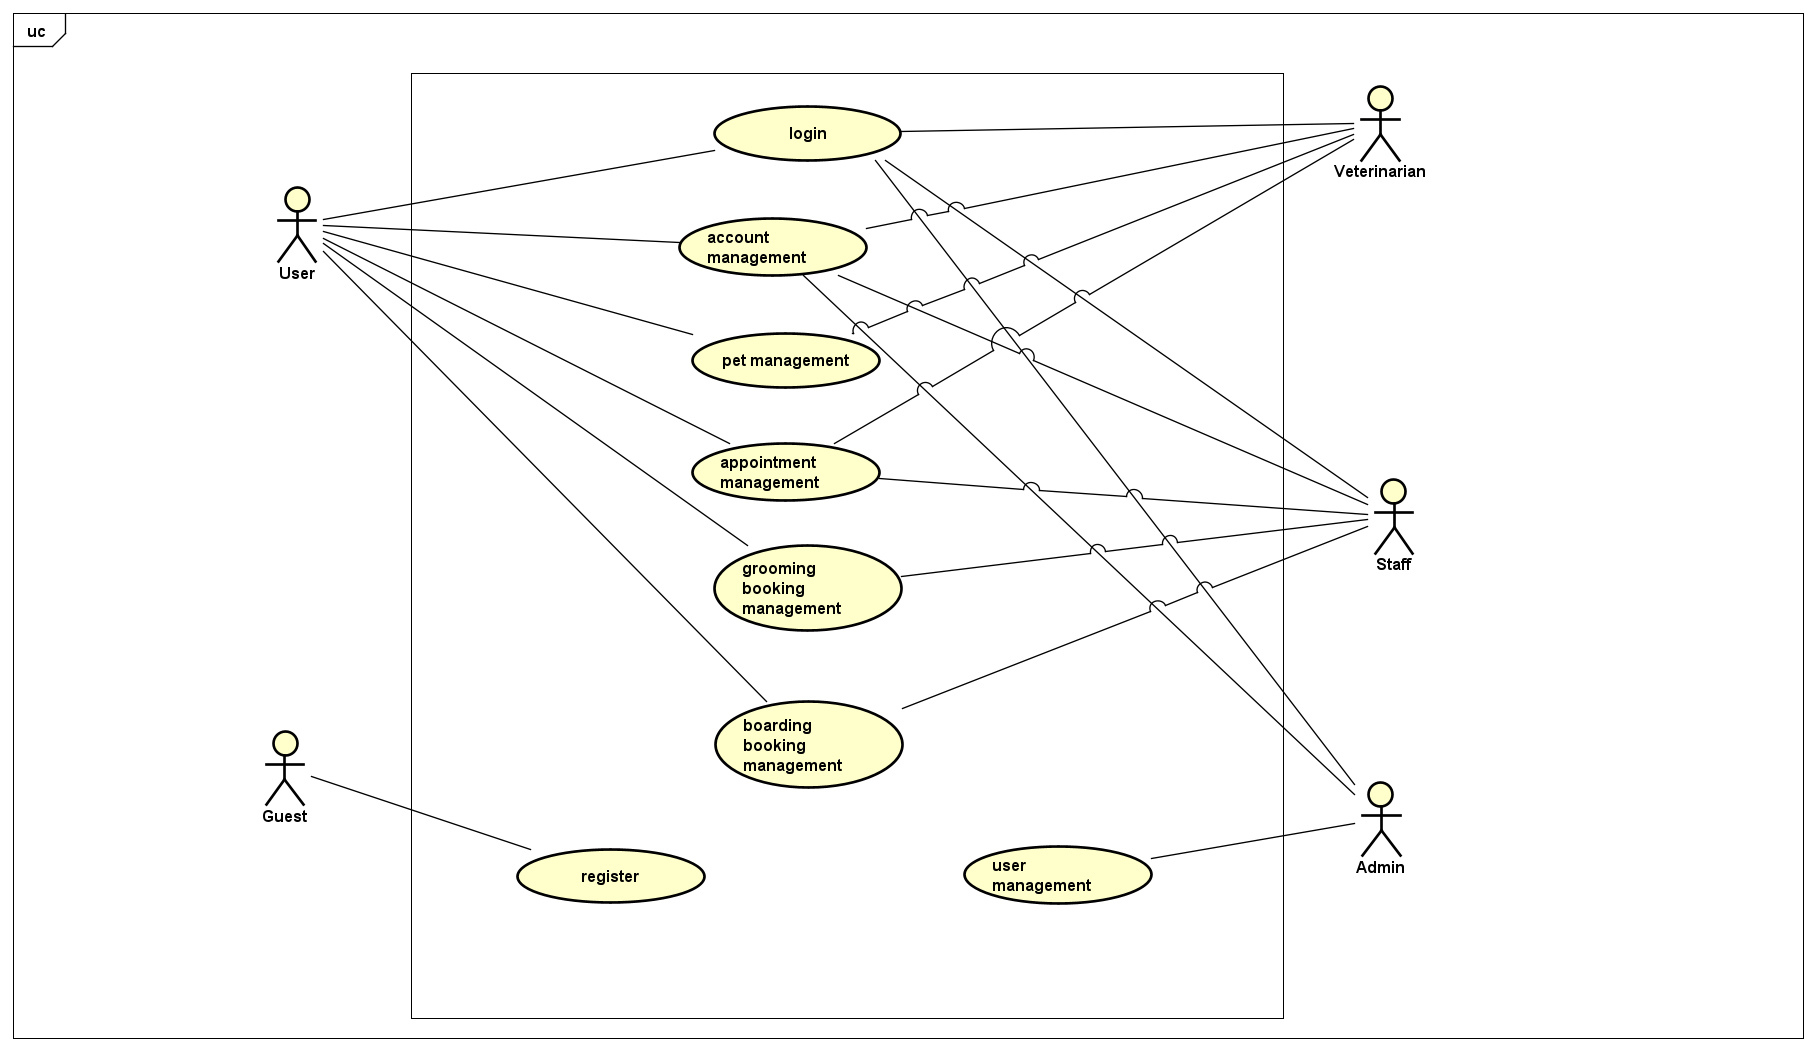 uc
login
Veterinarian
User
account
management
pet management
appointment
management
Staff
grooming
booking
management
boarding
booking
management
Guest
register
user
management
Admin